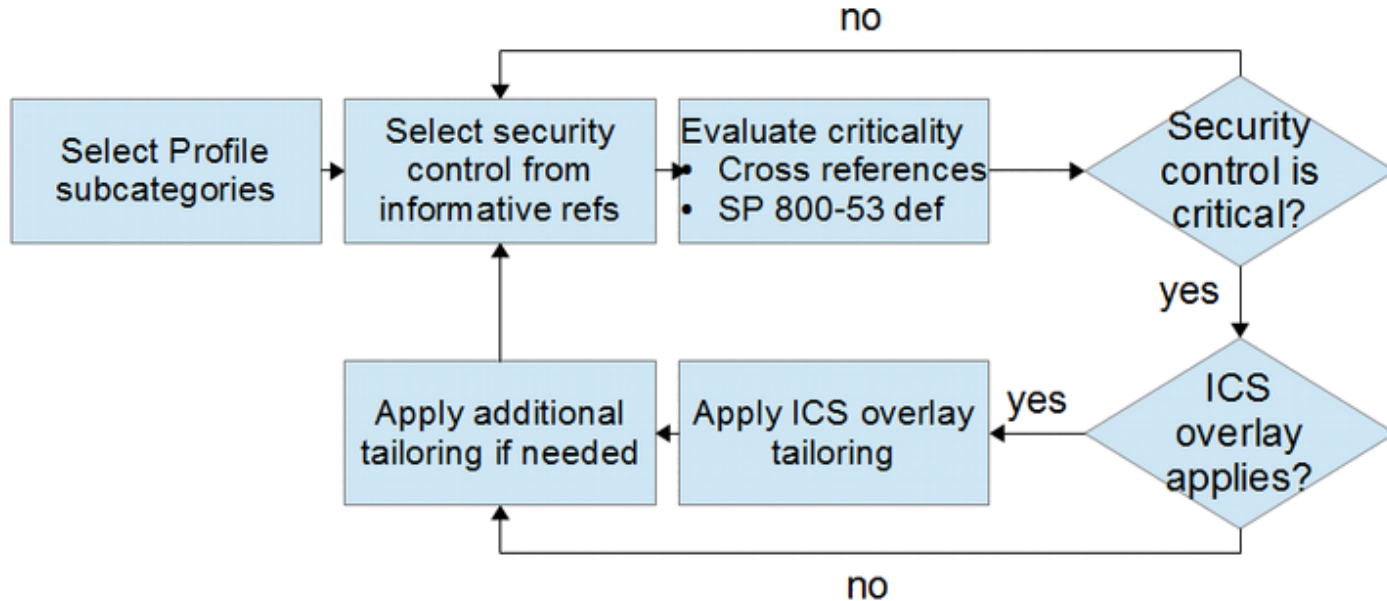 no
Select Profile
subcategories
Select security
control from
informative refs
Evaluate criticality
• Cross references
• SP 800-53 def
Security
control is
critical?
yes
ICS
overlay
applies?
yes
Apply ICS overlay
tailoring
Apply additional
tailoring if needed
no